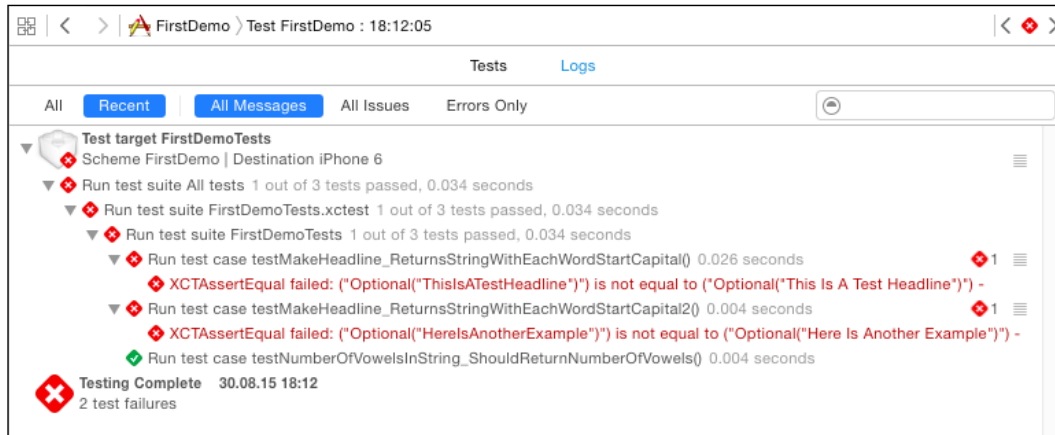 FirstDemo 〉Test FirstDemo : 18:12:05
Tests Logs
All Recent All Messages All Issues Errors Only
Test target FirstDemoTests
Scheme FirstDemo | Destination iPhone 6
Run test suite All tests 1 out of 3 tests passed, 0.034 seconds
Run test suite FirstDemoTests.xctest 1 out of 3 tests passed, 0.034 seconds
Run test suite FirstDemoTests 1 out of 3 tests passed, 0.034 seconds
Run test case testMakeHeadline_ReturnsStringWithEachWordStartCapital() 0.026 seconds 1
XCTAssertEqual failed: ("Optional("ThisIsATestHeadline")") is not equal to ("Optional("This Is A Test Headline")") -
Run test case testMakeHeadline_ReturnsStringWithEachWordStartCapital2() 0.004 seconds 1
XCTAssertEqual failed: ("Optional("HereIsAnotherExample")") is not equal to ("Optional("Here Is Another Example")") -
Run test case testNumberOfVowelsInString_ShouldReturnNumberOfVowels() 0.004 seconds
Testing Complete 30.08.15 18:12
2 test failures